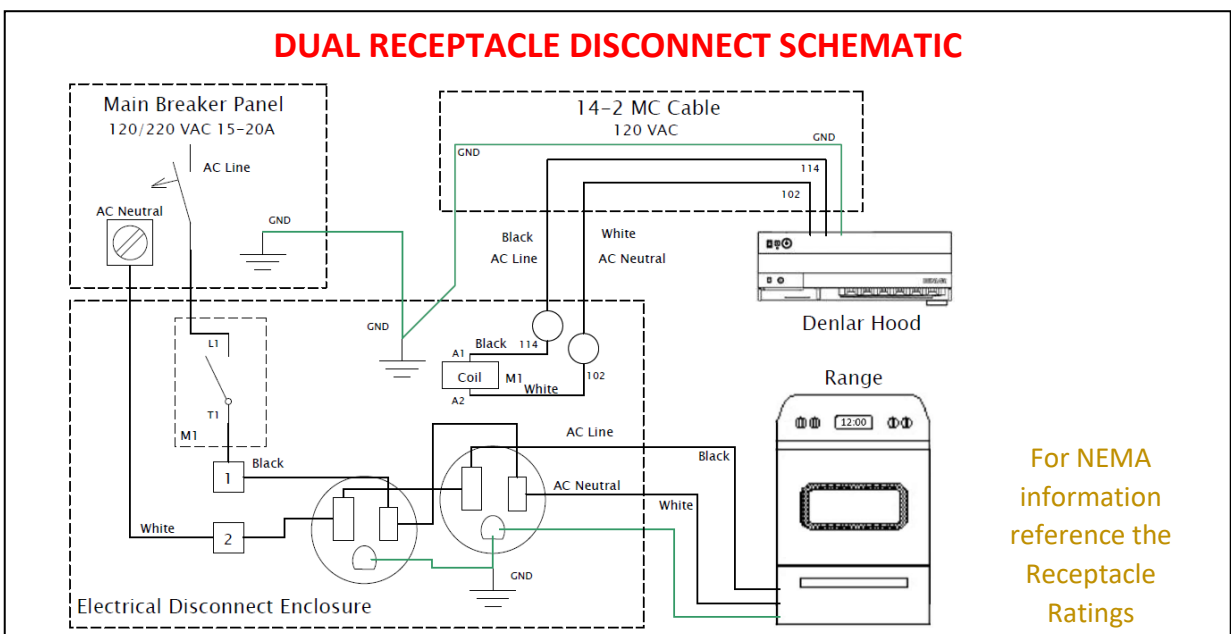 DUAL RECEPTACLE DISCONNECT SCHEMATIC
Main Breaker Panel
120/220 VAC 15-20A
AC Line
AC Neutral
GND
14-2 MC Cable
120 VAC
GND
GND
114
102
Black
AC Line
White
AC Neutral
Denlar Hood
GND
L1
T1
M1
A1
Black
114
Coil
M1
A2
White
102
Range
12:00
AC Line
Black
1
Black
AC Neutral
White
White
2
GND
Electrical Disconnect Enclosure
For NEMA
information
reference the
Receptacle
Ratings